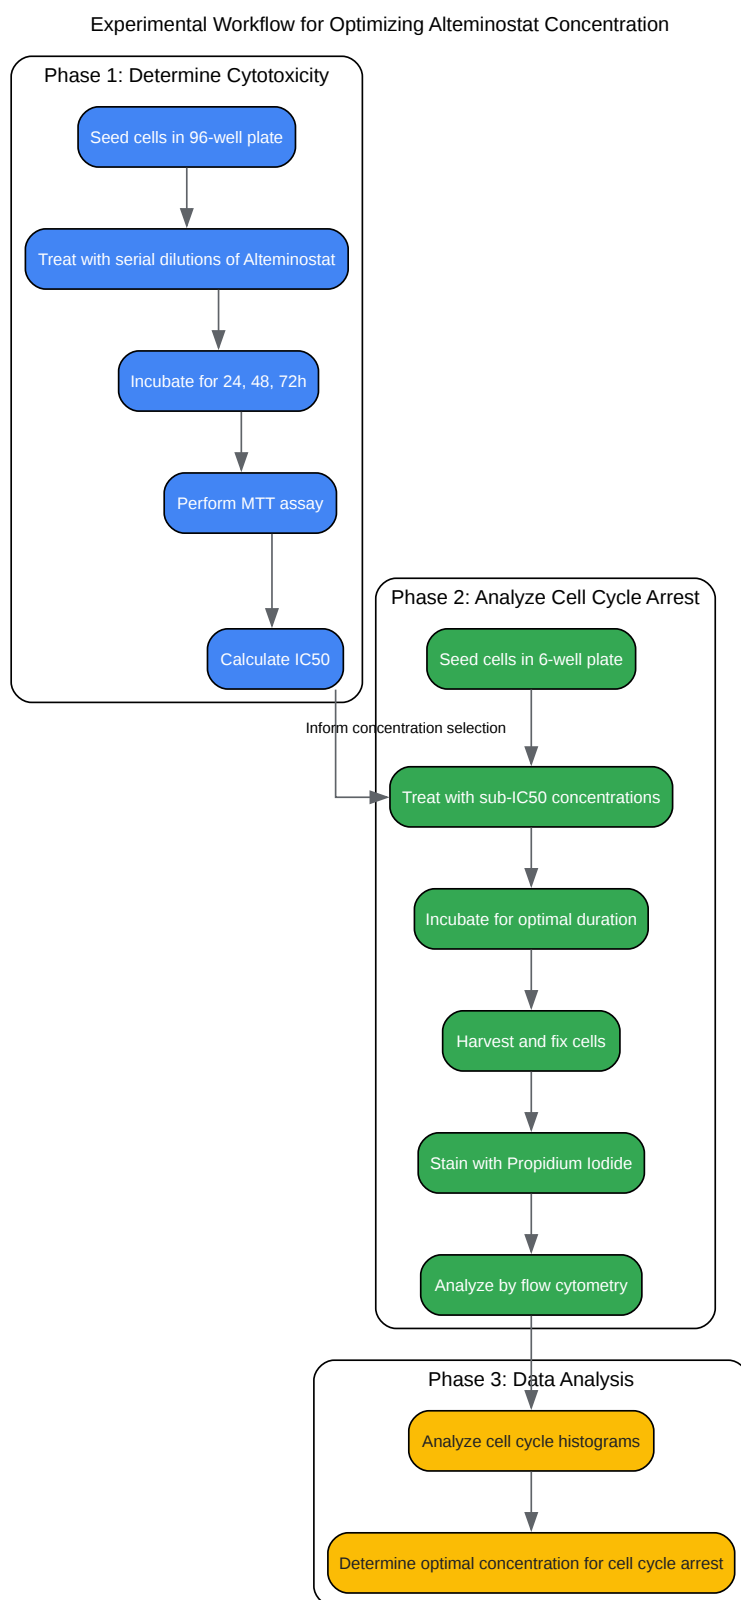 Experimental Workflow for Optimizing Alteminostat Concentration
Phase 1: Determine Cytotoxicity
Seed cells in 96-well plate
Treat with serial dilutions of Alteminostat
Incubate for 24, 48, 72h
Perform MTT assay
Calculate IC50
Inform concentration selection
Phase 2: Analyze Cell Cycle Arrest
Seed cells in 6-well plate
Treat with sub-IC50 concentrations
Incubate for optimal duration
Harvest and fix cells
Stain with Propidium Iodide
Analyze by flow cytometry
Phase 3: Data Analysis
Analyze cell cycle histograms
Determine optimal concentration for cell cycle arrest